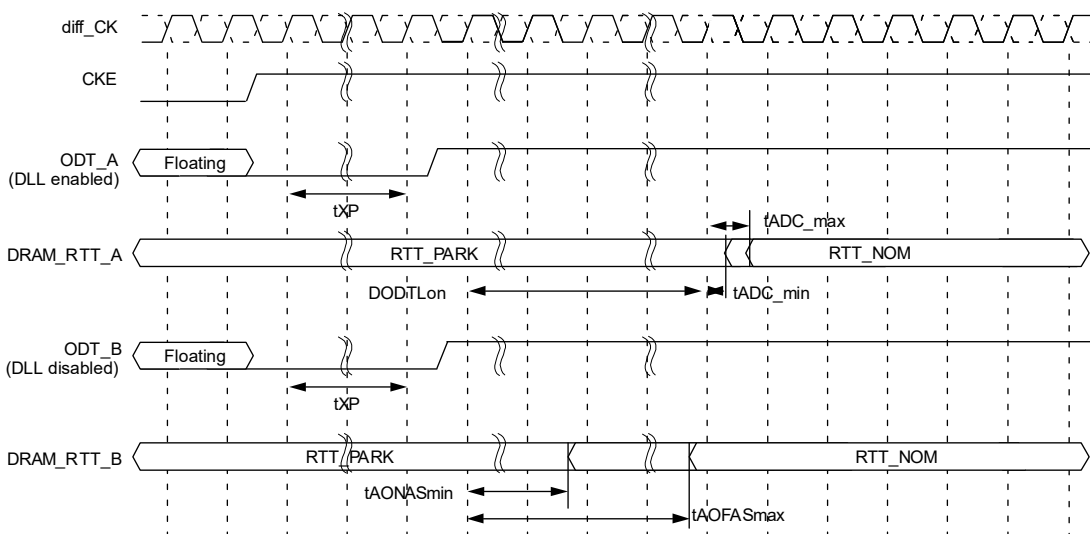 diff_CK
CKE
ODT_A
(DLL enabled)
Floating
tXP
tADC_max
DRAM_RTT_A
RTT_PARK
RTT_NOM
DODTLon
tADC_min
ODT_B
(DLL disabled)
Floating
tXP
DRAM_RTT_B
RTT_PARK
RTT_NOM
tAONASmin
tAOFASmax